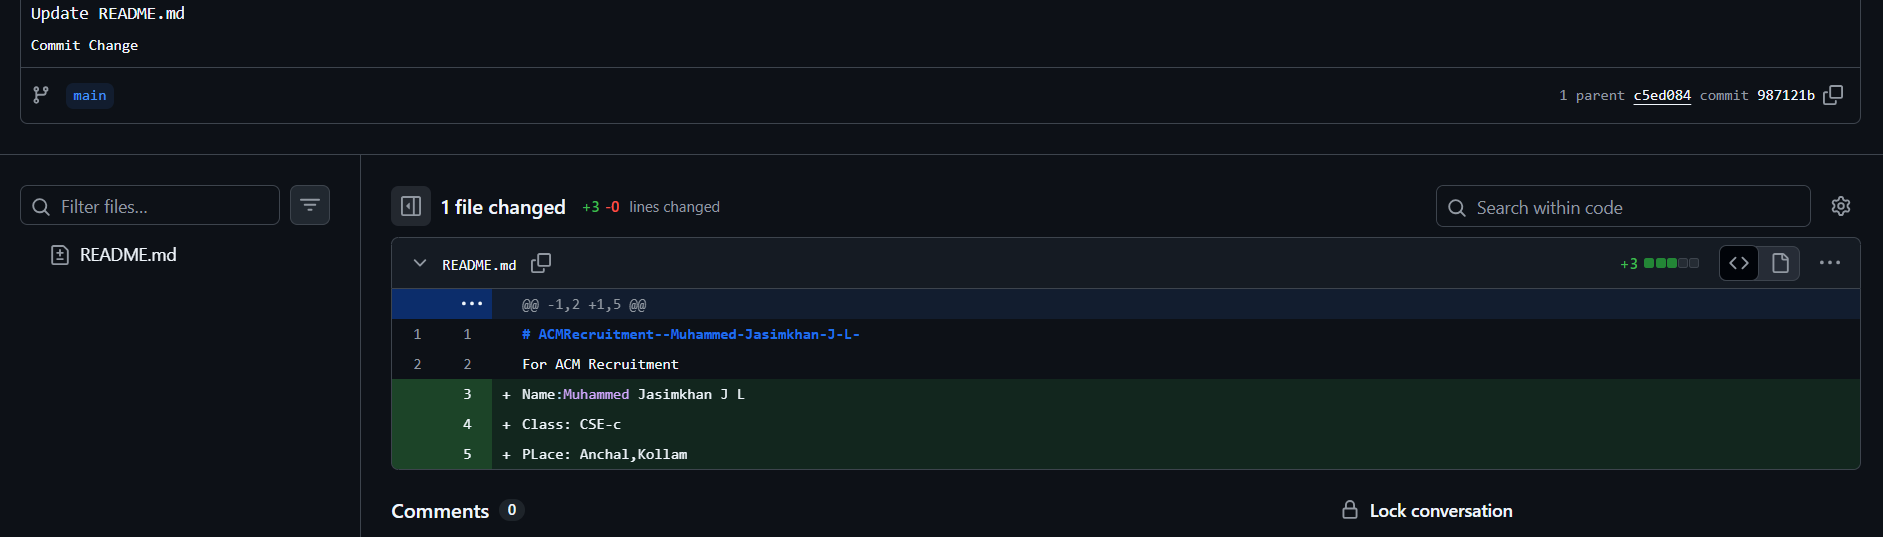 Update README.md
Commit Change
main
1 parent c5ed084 commit 987121b
Filter files...
README.md
1 file changed +3 -0 lines changed
Search within code
README.md
+3
@@ -1,2 +1,5 @@
1 1 # ACMRecruitment--Muhammed-Jasimkhan-J-L-
2 2 For ACM Recruitment
3 + Name:Muhammed Jasimkhan J L
4 + Class: CSE-c
5 + PLace: Anchal,Kollam
Comments 0
Lock conversation